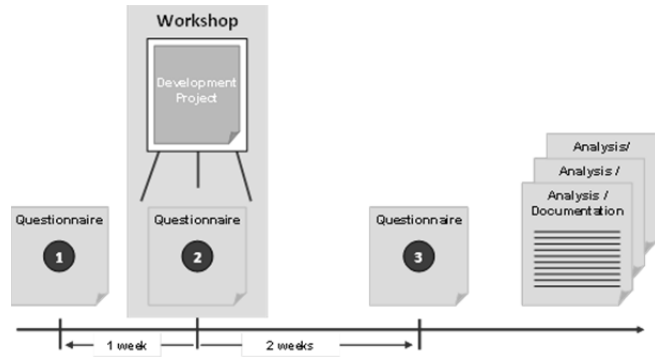 Workshop
Development
Project
Analysis/
Analysis /
Analysis /
Documentation
Questionnaire
1
Questionnaire
2
Questionnaire
3
1 week
2 weeks